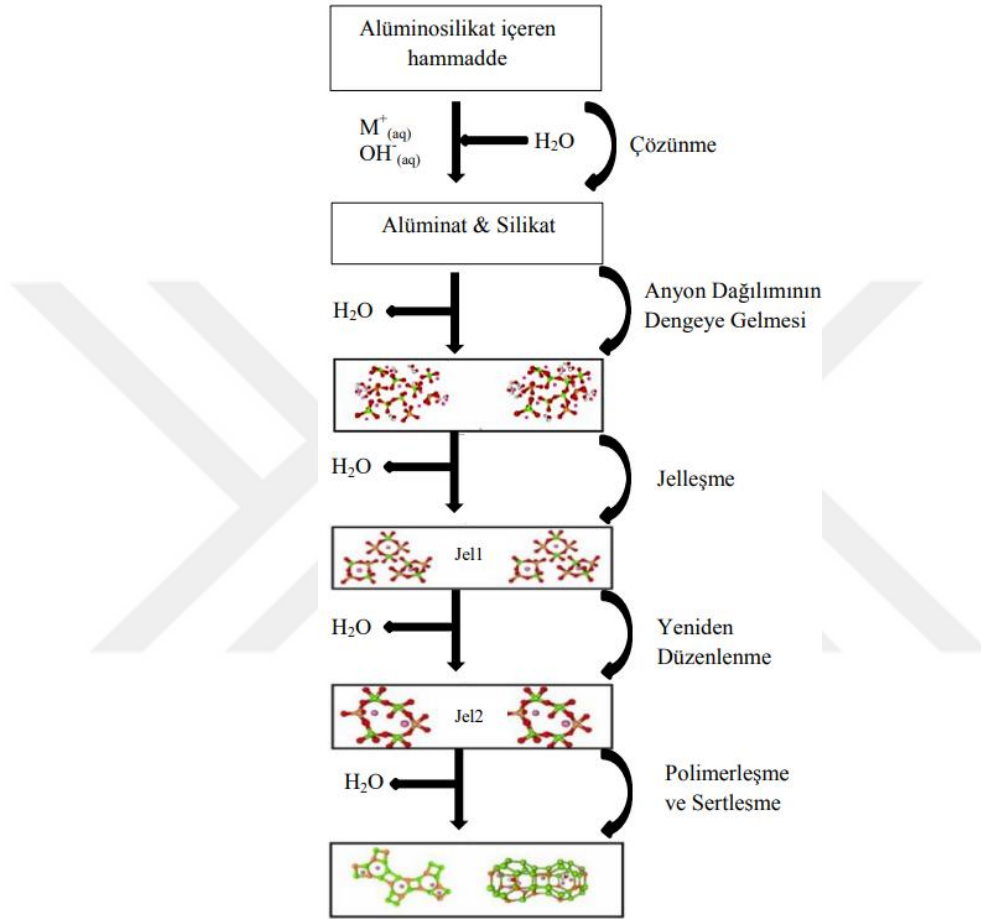 Alüminosilikat içeren
hammadde
M⁺(aq)
OH⁻(aq)
H₂O
Çözünme
Alüminat & Silikat
H₂O
Anyon Dağılımının
Dengeye Gelmesi
H₂O
Jelleşme
Jel1
H₂O
Yeniden
Düzenlenme
Jel2
H₂O
Polimerleşme
ve Sertlesme